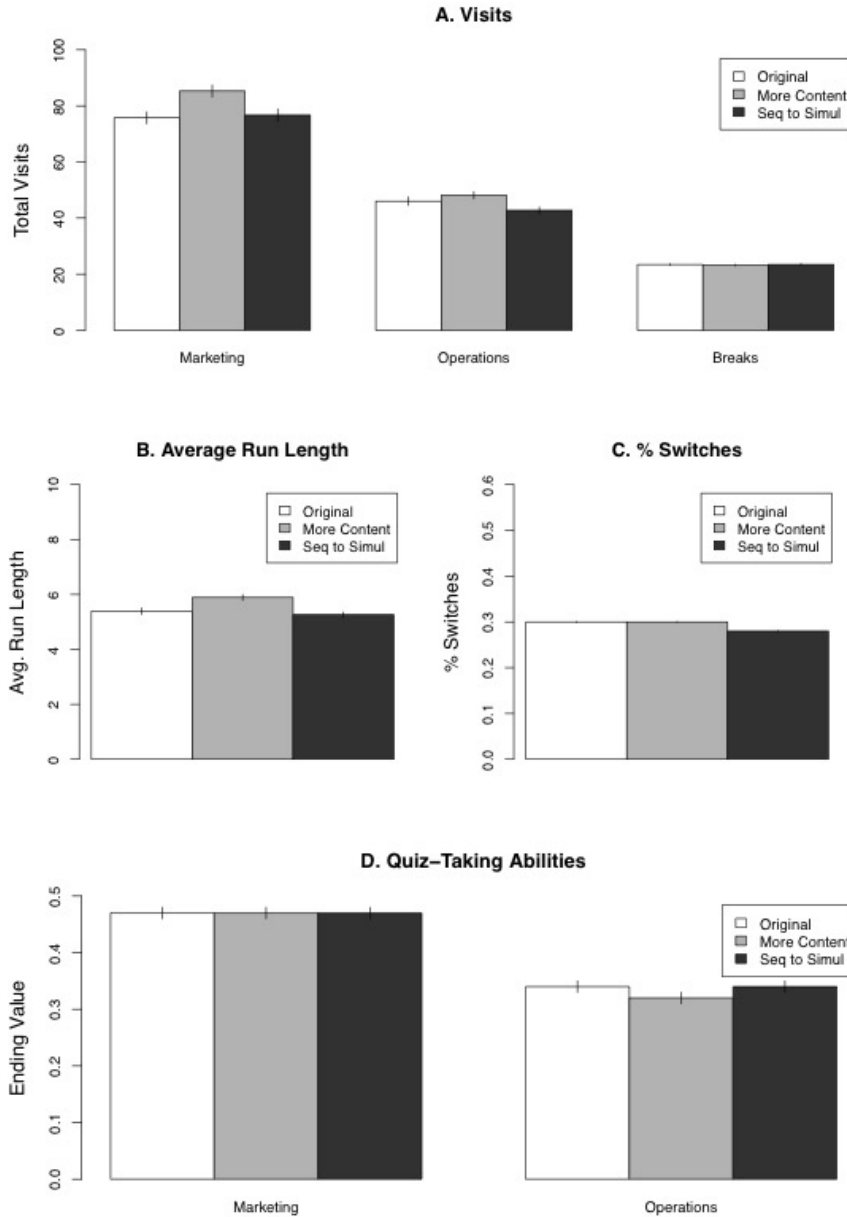 A. Visits
Total Visits
0 20 40 60 80 100
Original
More Content
Seq to Simul
Marketing Operations Breaks
B. Average Run Length
Avg. Run Length
0 2 4 6 8 10
Original
More Content
Seq to Simul
C. % Switches
% Switches
0.0 0.1 0.2 0.3 0.4 0.5 0.6
Original
More Content
Seq to Simul
D. Quiz–Taking Abilities
Ending Value
0.0 0.1 0.2 0.3 0.4 0.5
Original
More Content
Seq to Simul
Marketing Operations